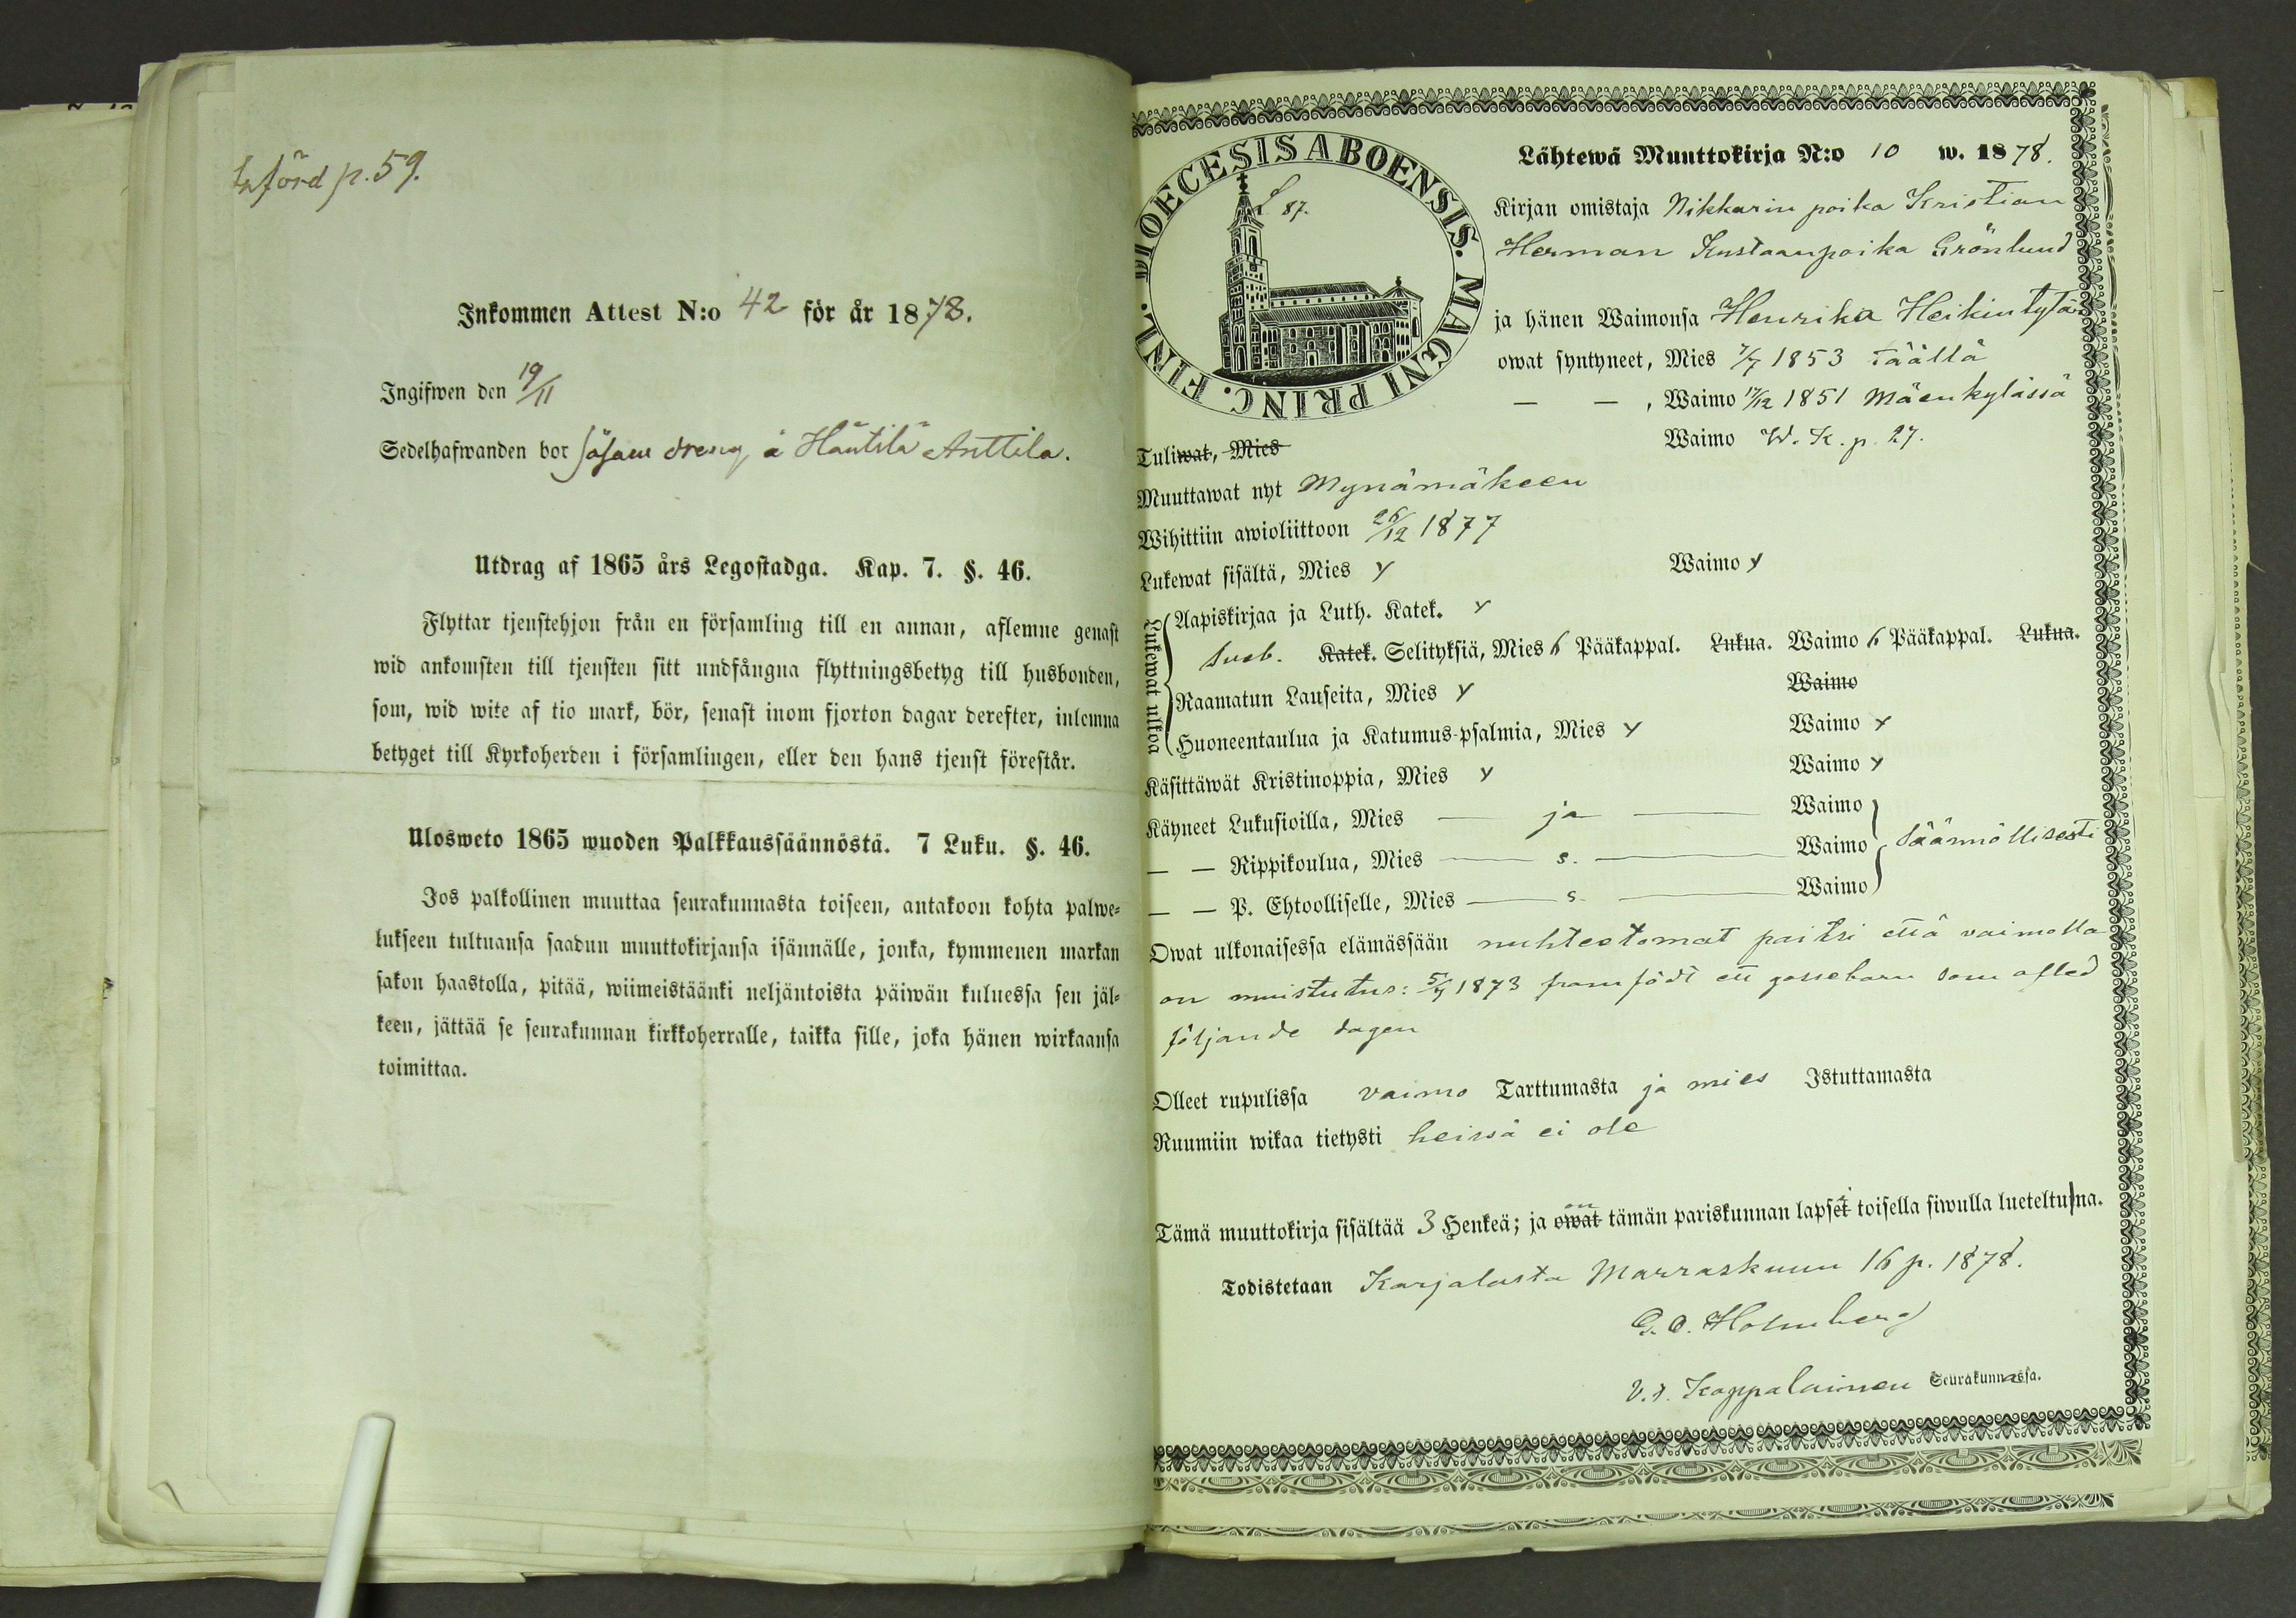 Införd p. 59.
Inkommen Attest N:o 42 för år 1878.
Ingifwen den 19/11
Sedelhafwanden bor såsom dreng å Häntilä Anttila.
Utdrag af 1865 års Legostadga. Kap. 7. §. 46.
Flyttar tjenstehjon från en församling till en annan, aflemne genast
wid ankomsten till tjensten sitt undfångna flyttningsbetyg till husbonden,
som, wid wite af tio mark, bör, senast inom fjorton dagar derefter, inlemna
betyget till Kyrkoherden i församlingen, eller den hans tjenst förestår.
Ulosweto 1865 wuoden Palkkaussäännöstä. 7 Luku. §. 46.
Jos palkollinen muuttaa seurakunnasta toiseen, antakoon kohta palwe-
lukseen tultuansa saadun muuttokirjansa isännälle, jonka, kymmenen markan
sakon haastolla, pitää, wiimeistäänki neljäntoista päiwän kuluessa sen jäl-
keen, jättää se seurakunnan kirkkoherralle, taikka sille, joka hänen wirkaansa
toimittaa.
DIOECESIS ABOENSIS. MAGNI PRINC. FINL.
L 87.
Lähtewä Muuttokirja N:o 10 w. 1878.
Kirjan omistaja Nikkarin poika Kristian
Herman Kustaanpoika Grönlund
ja hänen Waimonsa Henrika Heikintytär
owat syntyneet, Mies 7/7 1853 täällä
— — , Waimo 17/12 1851 Mäenkylässä
Tuliwat, Mies Waimo W. K. p. 27.
Muuttawat nyt Mynämäkeen
Wihittiin awioliittoon 26/12 1877
Lukewat sisältä, Mies y Waimo y
Lukewat ulkoa
Aapiskirjaa ja Luth. Katek. y
Sveb. Katek. Selityksiä, Mies 6 Pääkappal. Lukua. Waimo 6 Pääkappal. Lukua.
Raamatun Lauseita, Mies y Waimo
Huoneentaulua ja Katumus-psalmia, Mies y Waimo y
Käsittäwät Kristinoppia, Mies y Waimo y
Käyneet Lukusioilla, Mies — ja — Waimo
— — Rippikoulua, Mies — s. — Waimo säännöllisesti
— — P. Ehtoolliselle, Mies — s. — Waimo
Owat ulkonaisessa elämässään nuhteetomat paitsi että vaimolla
on muistutus: 5/7 1873 framfödt ett gossebarn som afled
följande dagen
Olleet rupulissa vaimo Tarttumasta ja mies Istuttamasta
Ruumiin wikaa tietysti heissä ei ole
Tämä muuttokirja sisältää 3 Henkeä; ja owat on tämän pariskunnan lapset i toisella siwulla lueteltuna.
Todistetaan Karjalasta Marraskuun 16 p. 1878.
G. O. Holmberg
V. t. Kappalainen Seurakunnassa.